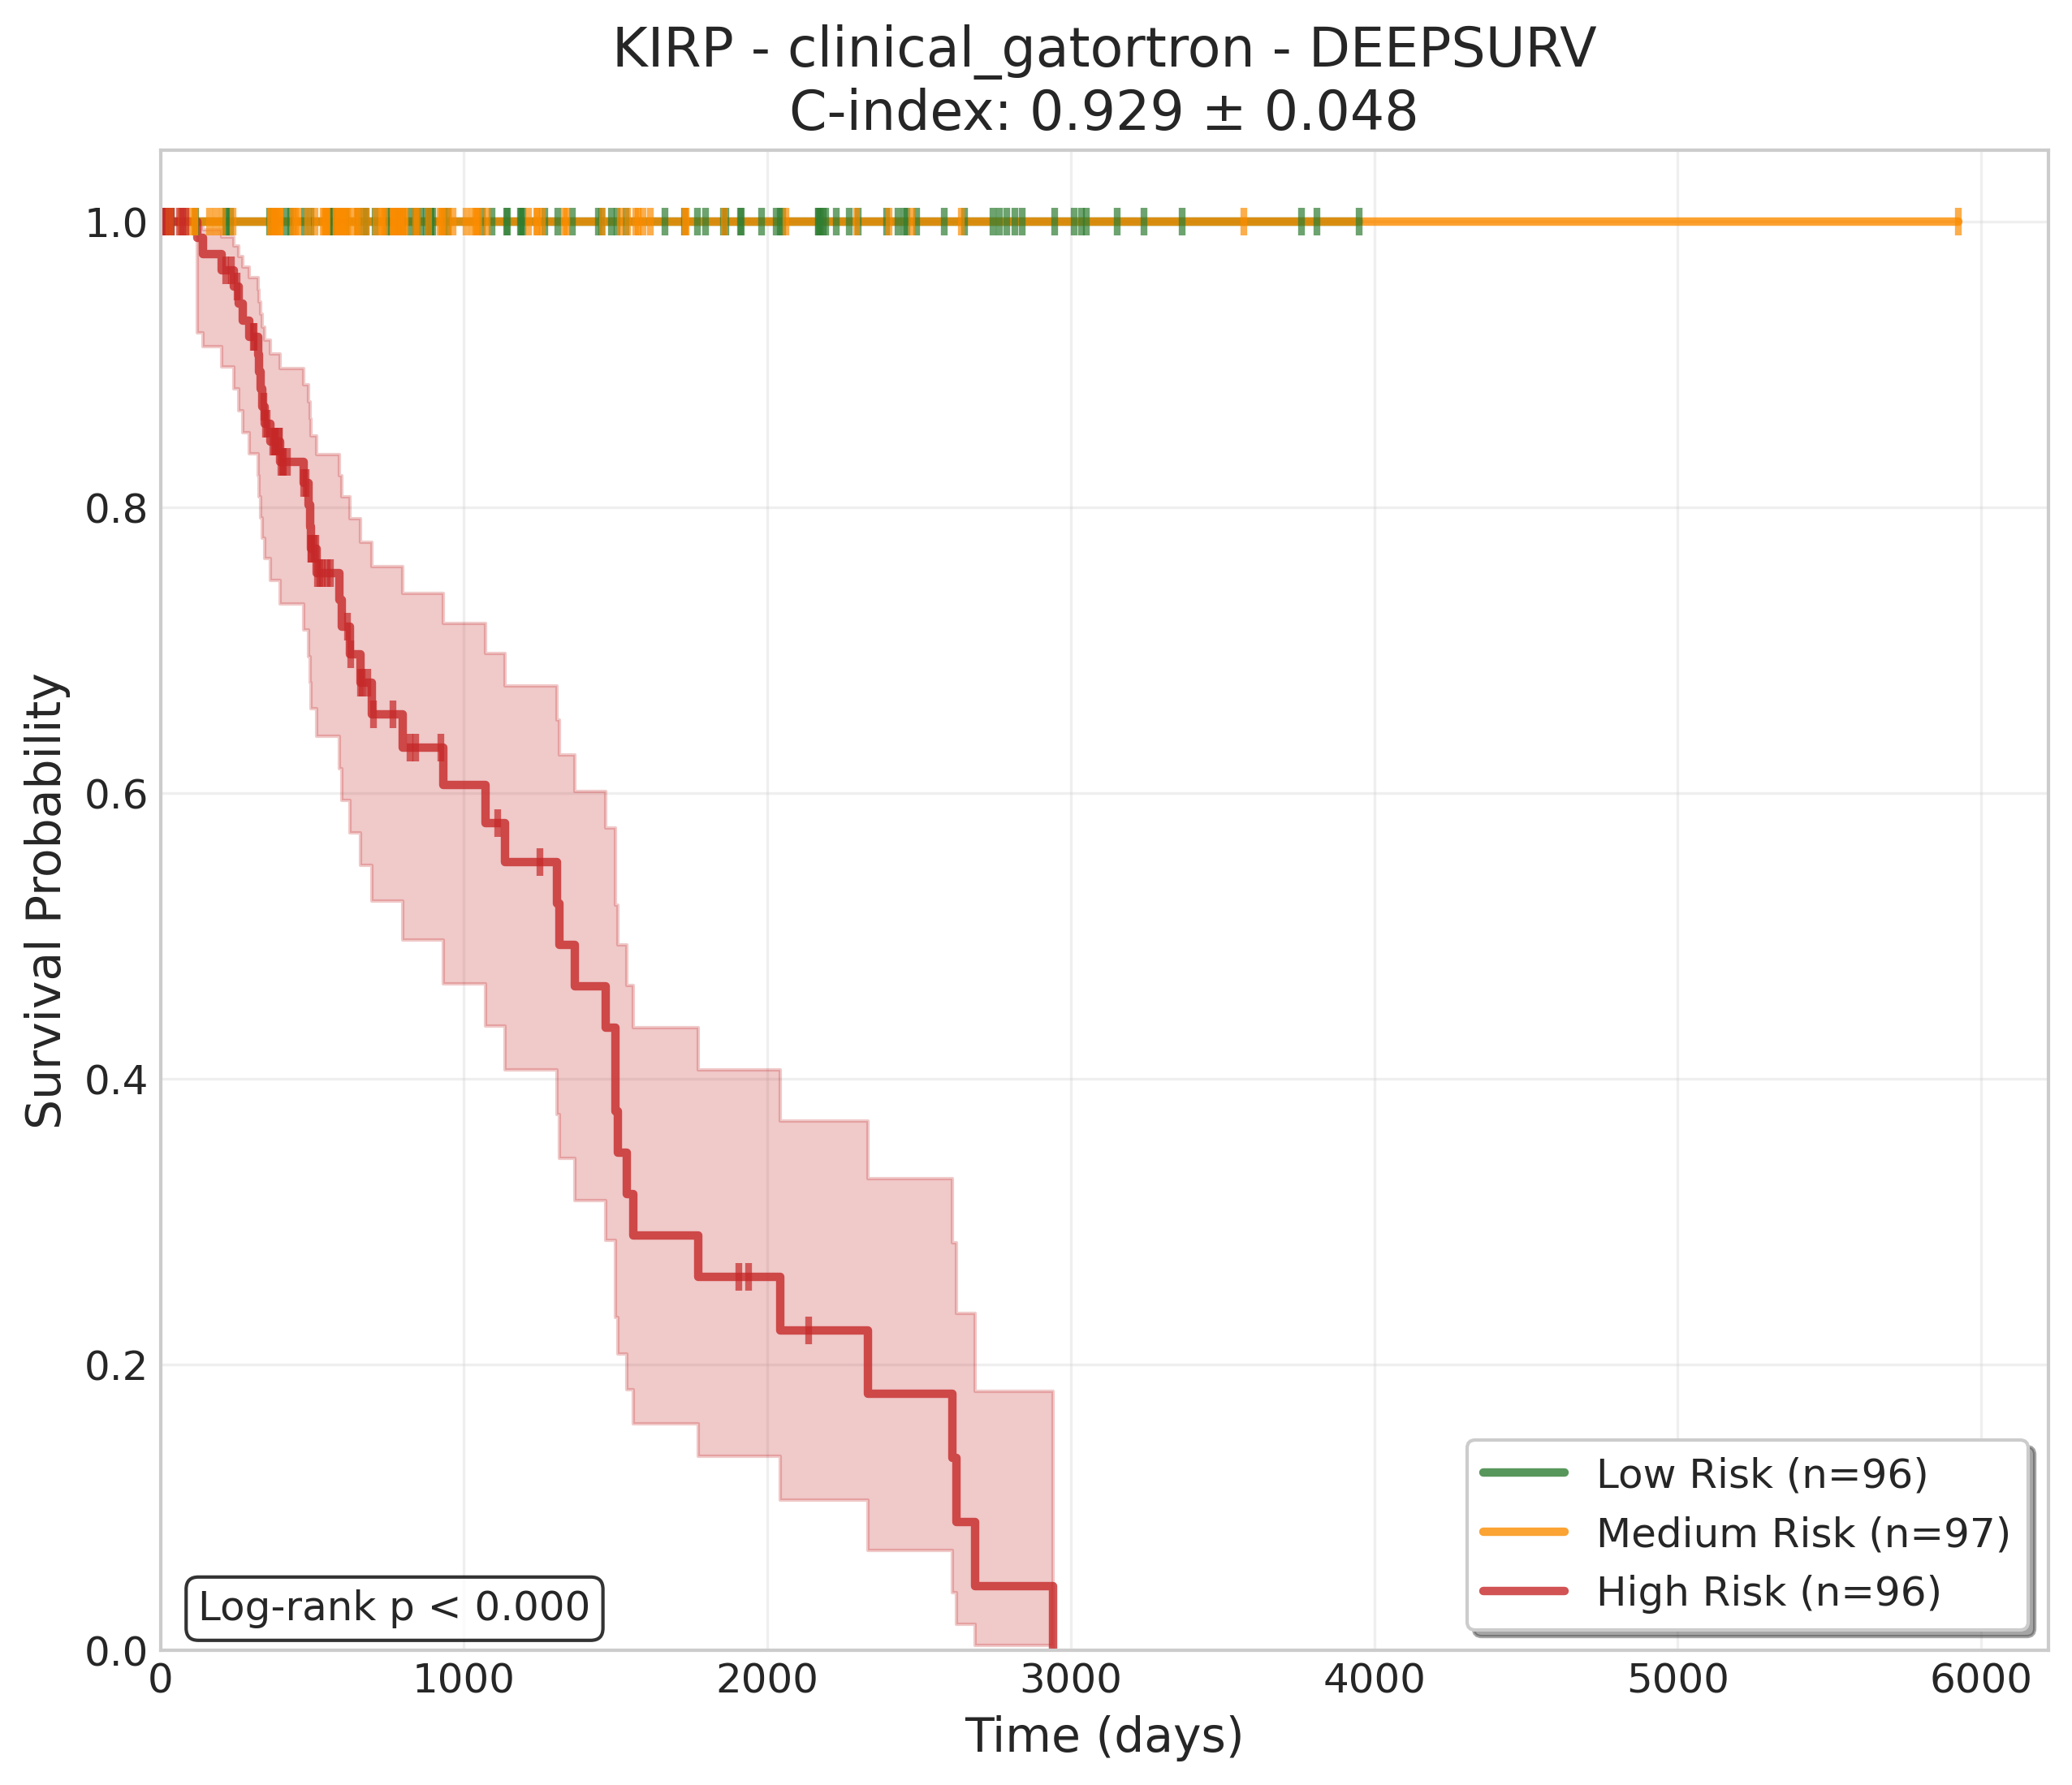 KIRP - clinical_gatortron - DEEPSURV
C-index: 0.929 ± 0.048
Survival Probability
1.0
0.8
0.6
0.4
0.2
0.0
Log-rank p < 0.000
Low Risk (n=96)
Medium Risk (n=97)
High Risk (n=96)
0 1000 2000 3000 4000 5000 6000
Time (days)